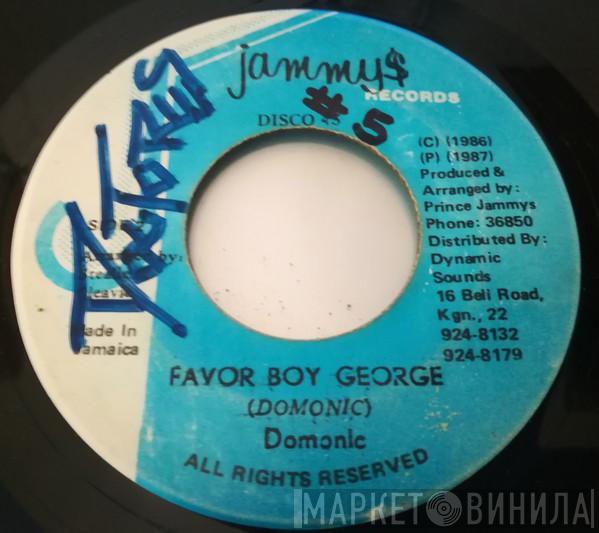 jammy$
RECORDS
DISCO 45
# 5
(C) (1986)
(P) (1987)
Produced &
Arranged by:
Prince Jammys
Phone: 36850
Distributed By:
Dynamic
Sounds
16 Bell Road,
Kgn., 22
924-8132
924-8179
Made In
Jamaica
FAVOR BOY GEORGE
(DOMONIC)
Domonic
ALL RIGHTS RESERVED
МАРКЕТ ВИНИЛА